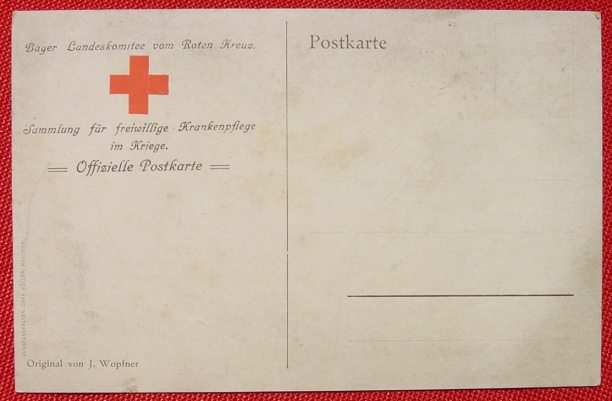 Bayer Landeskomitee vom Roten Kreuz.
Sammlung für freiwillige Krankenpflege
im Kriege.
Offizielle Postkarte
Original von J. Wopfner
Postkarte